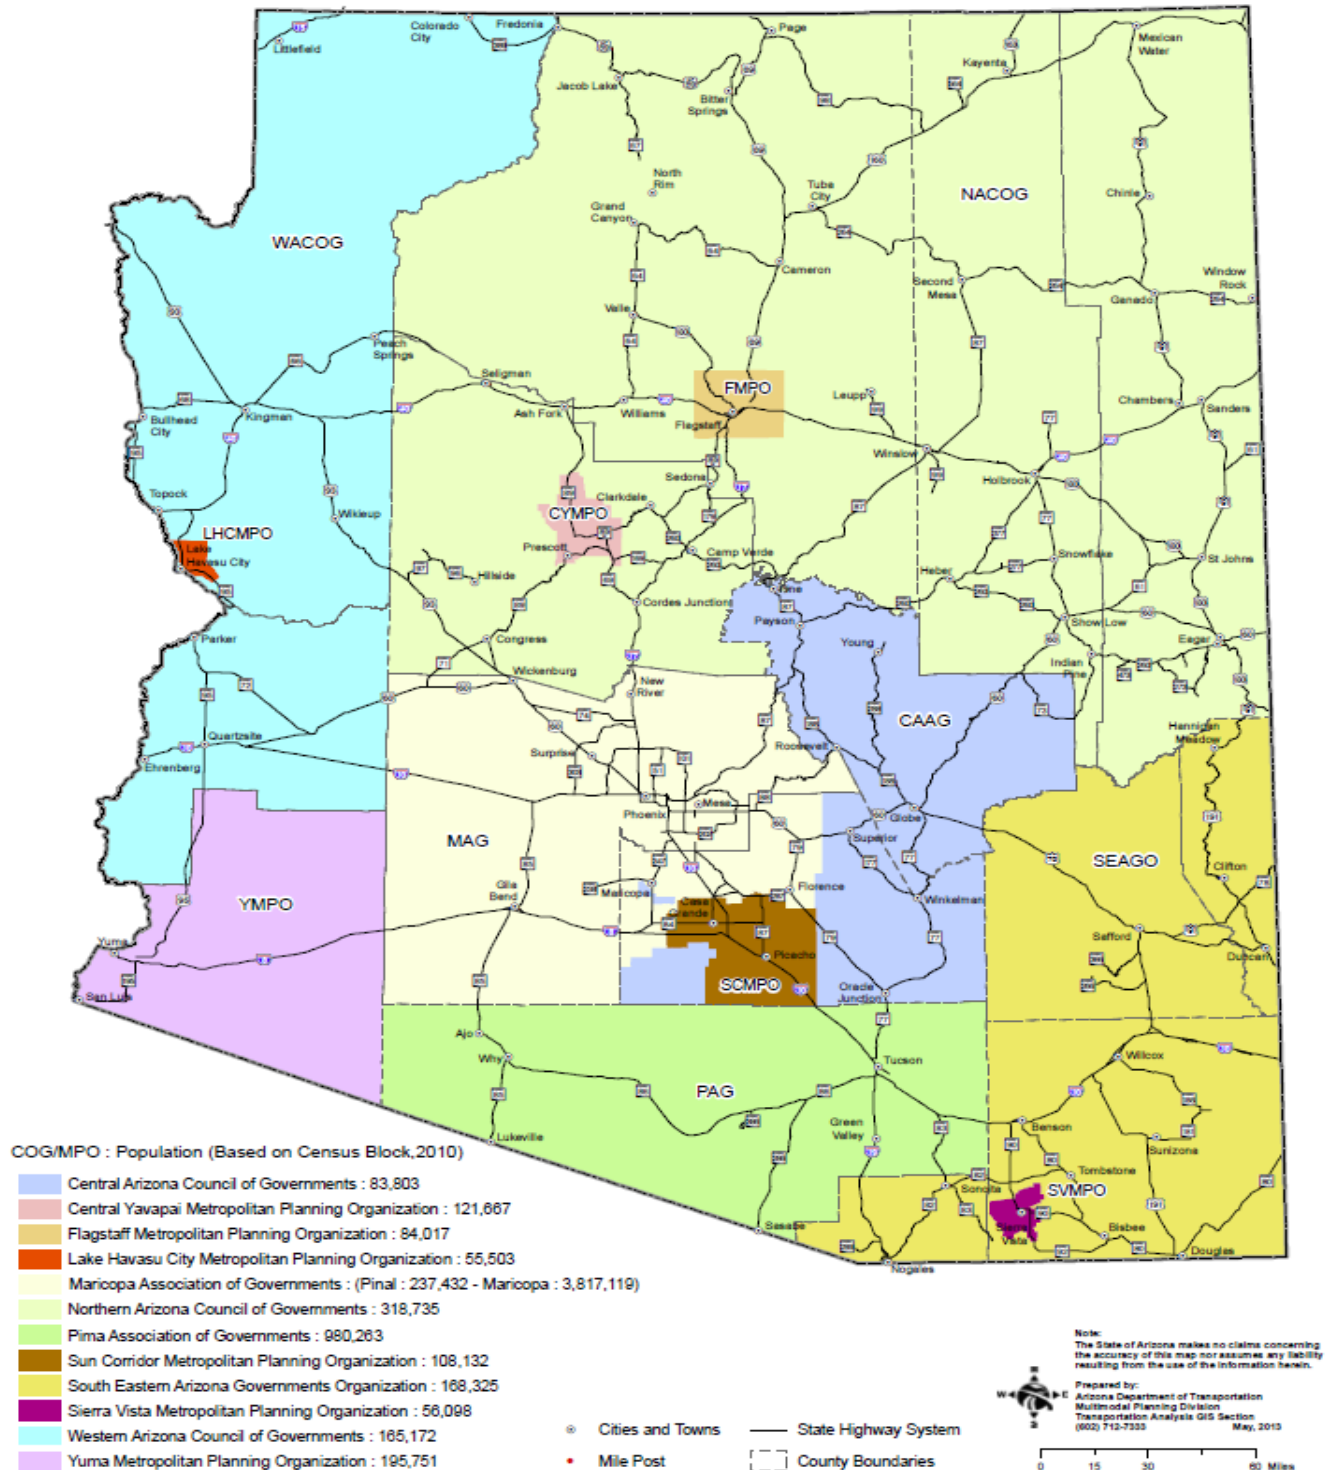 Colorado
City
Fredonia
Littlefield
Page
Mexican
Water
Kayenta
Jacob Lake
Bitter
Springs
North
Rim
Tuba
City
NACOG
Chinle
Grand
Canyon
WACOG
Cameron
Second
Mesa
Window
Rock
Ganado
Valle
Peach
Springs
Seligman
FMPO
Leupp
Chambers
Sanders
Bullhead
City
Kingman
Ash Fork
Williams
Flagstaff
Winslow
Holbrook
Sedona
Topock
Wikieup
Clarkdale
CYMPO
LHCMPO
Lake
Havasu City
Prescott
Camp Verde
Snowflake
St Johns
Hillside
Heber
Pine
Cordes Junction
Payson
Show Low
Parker
Congress
Young
Eagar
Indian
Pine
Wickenburg
New
River
CAAG
Hannigan
Meadow
Quartzsite
Surprise
Roosevelt
Ehrenberg
Mesa
Phoenix
Globe
MAG
Superior
SEAGO
Clifton
Gila
Bend
Maricopa
Florence
YMPO
Casa
Grande
Winkelman
Safford
Yuma
Picacho
Duncan
San Luis
SCMPO
Oracle
Junction
Ajo
Why
Tucson
Willcox
PAG
Green
Valley
Benson
Lukeville
Sunizona
Tombstone
Sonoita
SVMPO
Sierra
Vista
Bisbee
Sasabe
Nogales
Douglas
COG/MPO : Population (Based on Census Block,2010)
Central Arizona Council of Governments : 83,803
Central Yavapai Metropolitan Planning Organization : 121,667
Flagstaff Metropolitan Planning Organization : 84,017
Lake Havasu City Metropolitan Planning Organization : 55,503
Maricopa Association of Governments : (Pinal : 237,432 - Maricopa : 3,817,119)
Northern Arizona Council of Governments : 318,735
Pima Association of Governments : 980,263
Sun Corridor Metropolitan Planning Organization : 108,132
South Eastern Arizona Governments Organization : 168,325
Sierra Vista Metropolitan Planning Organization : 56,098
Western Arizona Council of Governments : 165,172
Yuma Metropolitan Planning Organization : 195,751
Cities and Towns
State Highway System
Mile Post
County Boundaries
Note:
The State of Arizona makes no claims concerning
the accuracy of this map nor assumes any liability
resulting from the use of the information herein.
Prepared by:
Arizona Department of Transportation
Multimodal Planning Division
Transportation Analysis GIS Section
(602) 712-7333 May, 2013
N
W
E
S
0 15 30 60 Miles